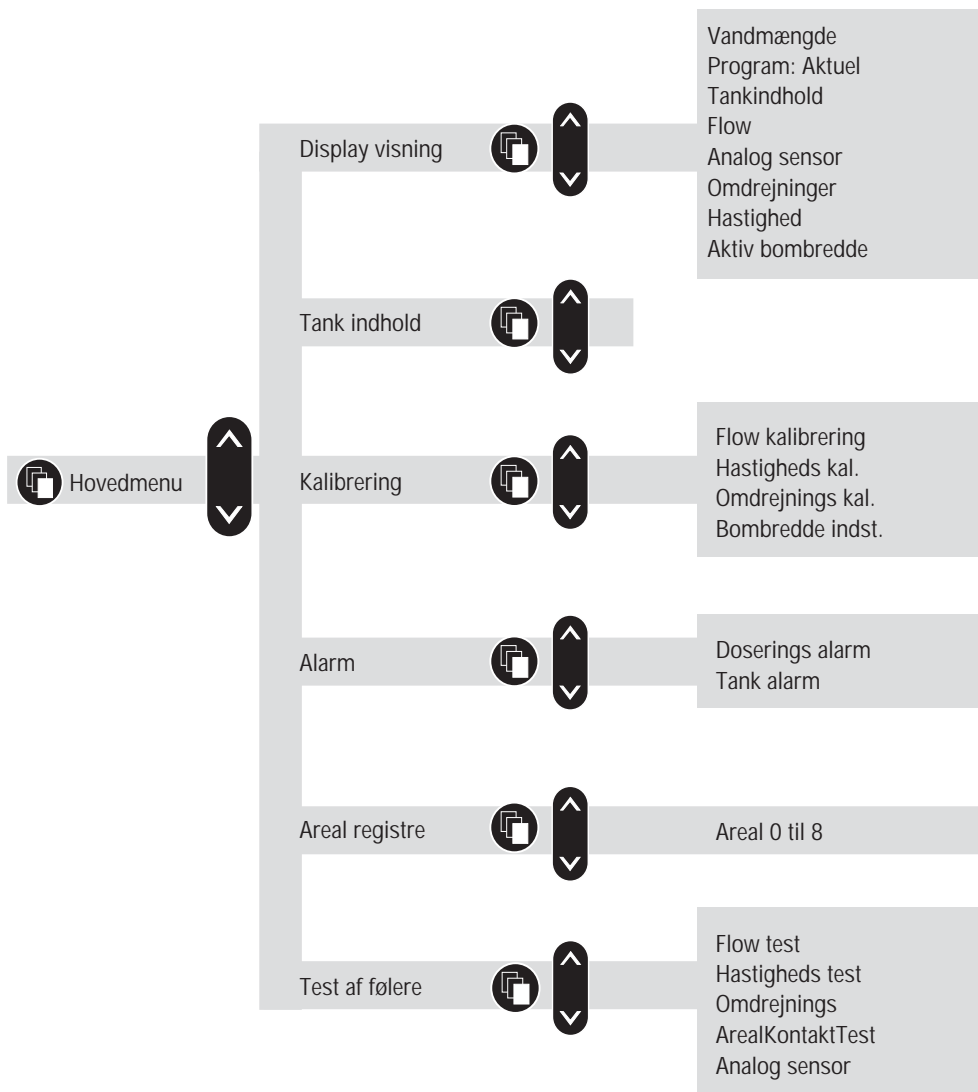 Hovedmenu
Display visning
Vandmængde
Program: Aktuel
Tankindhold
Flow
Analog sensor
Omdrejninger
Hastighed
Aktiv bombredde
Tank indhold
Kalibrering
Flow kalibrering
Hastigheds kal.
Omdrejnings kal.
Bombredde indst.
Alarm
Doserings alarm
Tank alarm
Areal registre
Areal 0 til 8
Test af følere
Flow test
Hastigheds test
Omdrejnings
ArealKontaktTest
Analog sensor